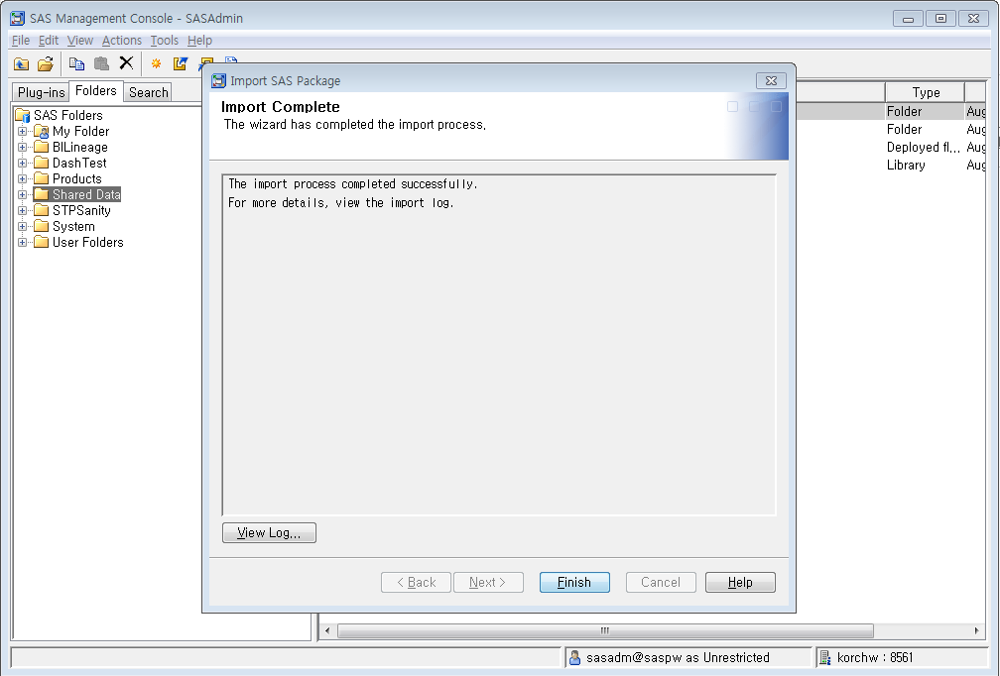 SAS Management Console - SASAdmin
File Edit View Actions Tools Help
Plug-ins Folders Search
SAS Folders
My Folder
BILineage
DashTest
Products
Shared Data
STPSanity
System
User Folders
Import SAS Package
Import Complete
The wizard has completed the import process.
The import process completed successfully.
For more details, view the import log.
View Log...
< Back Next > Finish Cancel Help
Type
Folder Aug
Folder Aug
Deployed fl... Aug
Library Aug
sasadm@saspw as Unrestricted
korchw : 8561